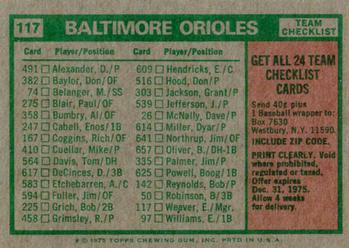 117 BALTIMORE ORIOLES TEAM CHECKLIST
Card Player/Position
491 □ Alexander, D./P
382 □ Baylor, Don/OF
74 □ Belanger, M./SS
275 □ Blair, Paul/OF
358 □ Bumbry, Al/OF
247 □ Cabell, Enos/1B
167 □ Coggins, Rich/OF
410 □ Cuellar, Mike/P
564 □ Davis, Tom/DH
617 □ DeCinces, D./3B
583 □ Etchebarren, A./C
594 □ Fuller, Jim/OF
225 □ Grich, Bob/2B
458 □ Grimsley, R./P
Card Player/Position
609 □ Hendricks, E./C
516 □ Hood, Don/P
303 □ Jackson, Grant/P
539 □ Jefferson, J./P
26 □ McNally, Dave/P
614 □ Miller, Dyar/P
641 □ Northrup, Jim/OF
657 □ Oliver, B./DH-1B
335 □ Palmer, Jim/P
625 □ Powell, Boog/1B
142 □ Reynolds, Bob/P
50 □ Robinson, B./3B
117 □ Weaver, E./Mgr.
97 □ Williams, E./1B
GET ALL 24 TEAM
CHECKLIST
CARDS
Send 40¢ plus
1 Baseball wrapper to:
Box 7630
Westbury, N.Y. 11590.
INCLUDE ZIP CODE.
PRINT CLEARLY. Void
where prohibited,
regulated or taxed.
Offer expires
Dec. 31, 1975.
Allow 4 weeks
for delivery.
© 1975 TOPPS CHEWING GUM, INC. PRTD IN U.S.A.